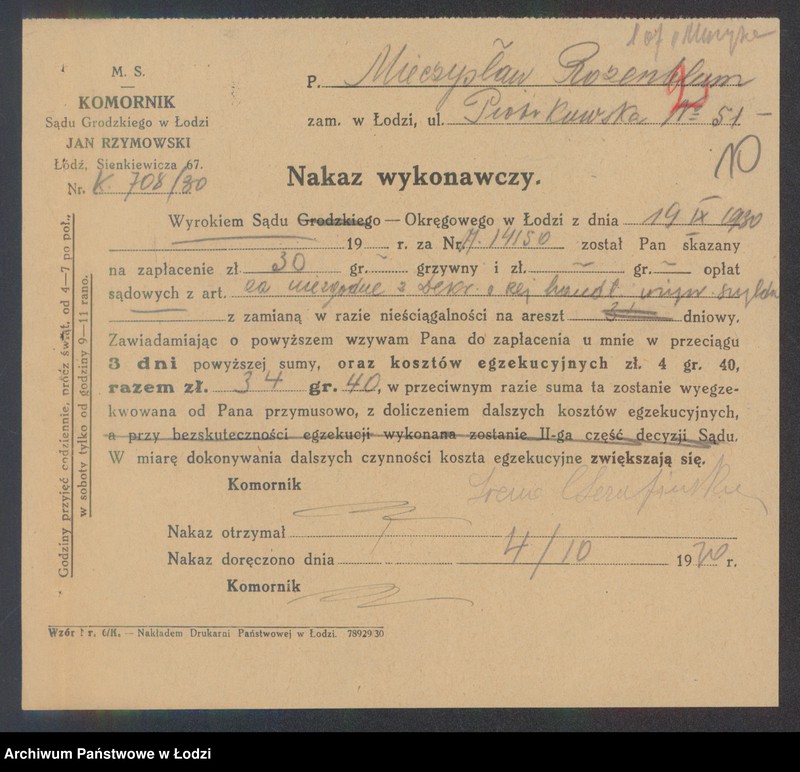 M. S.
KOMORNIK
Sądu Grodzkiego w Łodzi
JAN RZYMOWSKI
Łódź, Sienkiewicza 67.
Nr. K. 708/30
P. Mieczysław Rozenblum
zam. w Łodzi, ul. Piotrkowska № 51
Nakaz wykonawczy.
Wyrokiem Sądu Grodzkiego — Okręgowego w Łodzi z dnia 19 IX 1930
19 r. za Nr. 14150 został Pan skazany
na zapłacenie zł. 30 gr. — grzywny i zł. — gr. — opłat
sądowych z art. za niezgodne z Dekr. o rej handl
z zamianą w razie nieściągalności na areszt dniowy.
Zawiadamiając o powyższem wzywam Pana do zapłacenia u mnie w przeciągu
3 dni powyższej sumy, oraz kosztów egzekucyjnych zł. 4 gr. 40,
razem zł. 34 gr. 40, w przeciwnym razie suma ta zostanie wyegze-
kwowana od Pana przymusowo, z doliczeniem dalszych kosztów egzekucyjnych,
a przy bezskuteczności egzekucji wykonana zostanie II-ga część decyzji Sądu.
W miarę dokonywania dalszych czynności koszta egzekucyjne zwiększają się.
Komornik
Nakaz otrzymał
Nakaz doręczono dnia 4/10 1930 r.
Komornik
Godziny przyjęć codziennie, prócz świąt, od 4—7 po poł.,
w soboty tylko od godziny 9—11 rano.
Wzór Nr. 6/H. — Nakładem Drukarni Państwowej w Łodzi. 78929/30
Archiwum Państwowe w Łodzi